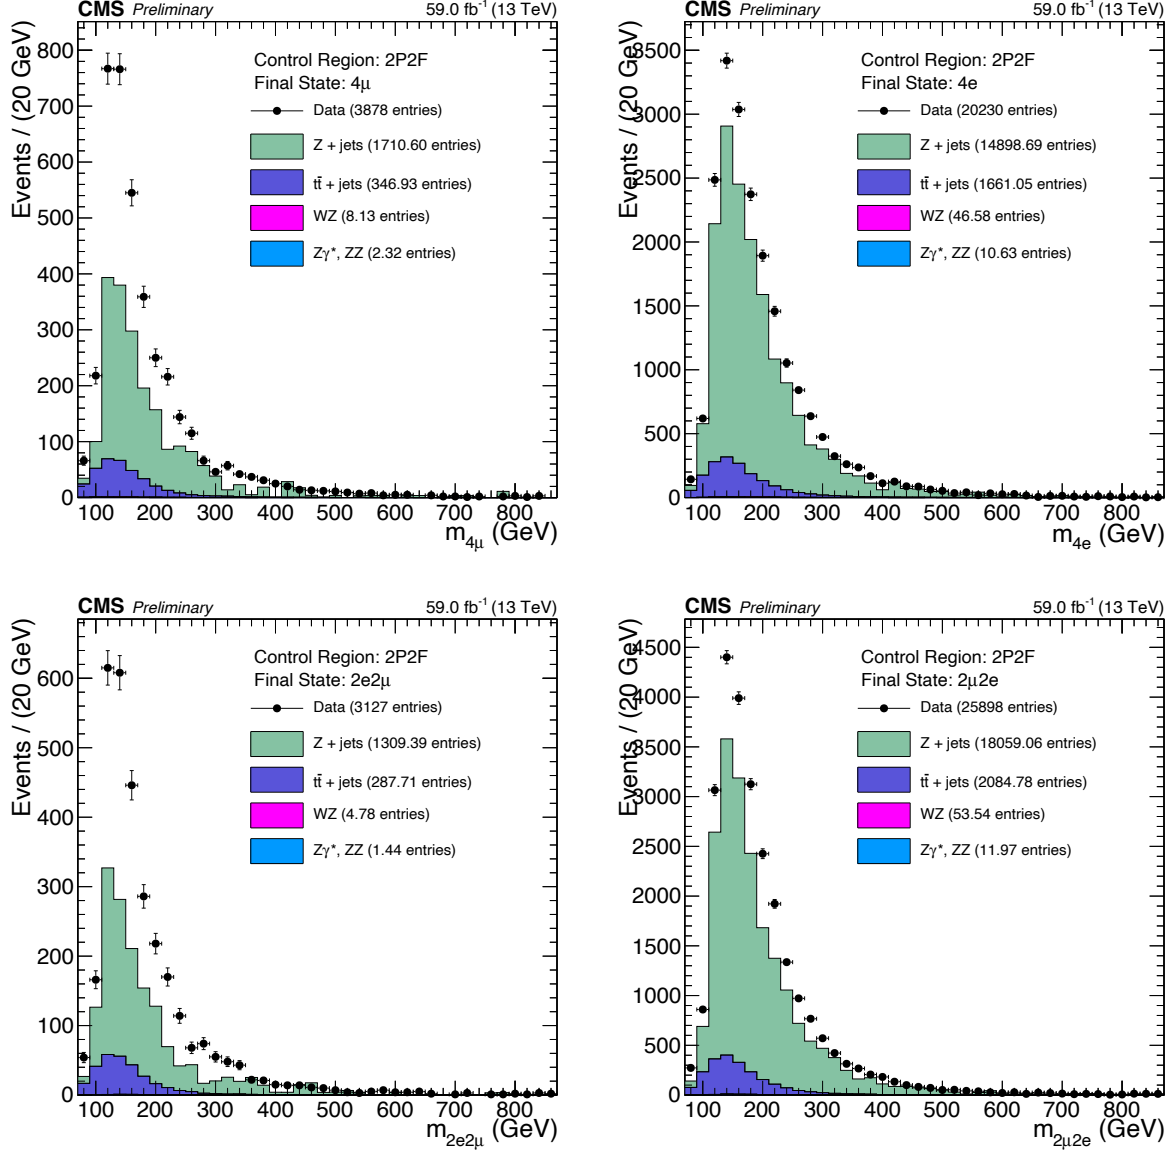 CMS Preliminary 59.0 fb⁻¹ (13 TeV)
Events / (20 GeV)
Control Region: 2P2F
Final State: 4μ
Data (3878 entries)
Z + jets (1710.60 entries)
tt̄ + jets (346.93 entries)
WZ (8.13 entries)
Zγ*, ZZ (2.32 entries)
800
700
600
500
400
300
200
100
0
100 200 300 400 500 600 700 800
m4μ (GeV)
CMS Preliminary 59.0 fb⁻¹ (13 TeV)
Events / (20 GeV)
Control Region: 2P2F
Final State: 4e
Data (20230 entries)
Z + jets (14898.69 entries)
tt̄ + jets (1661.05 entries)
WZ (46.58 entries)
Zγ*, ZZ (10.63 entries)
3500
3000
2500
2000
1500
1000
500
0
100 200 300 400 500 600 700 800
m4e (GeV)
CMS Preliminary 59.0 fb⁻¹ (13 TeV)
Events / (20 GeV)
Control Region: 2P2F
Final State: 2e2μ
Data (3127 entries)
Z + jets (1309.39 entries)
tt̄ + jets (287.71 entries)
WZ (4.78 entries)
Zγ*, ZZ (1.44 entries)
600
500
400
300
200
100
0
100 200 300 400 500 600 700 800
m2e2μ (GeV)
CMS Preliminary 59.0 fb⁻¹ (13 TeV)
Events / (20 GeV)
Control Region: 2P2F
Final State: 2μ2e
Data (25898 entries)
Z + jets (18059.06 entries)
tt̄ + jets (2084.78 entries)
WZ (53.54 entries)
Zγ*, ZZ (11.97 entries)
4500
4000
3500
3000
2500
2000
1500
1000
500
0
100 200 300 400 500 600 700 800
m2μ2e (GeV)